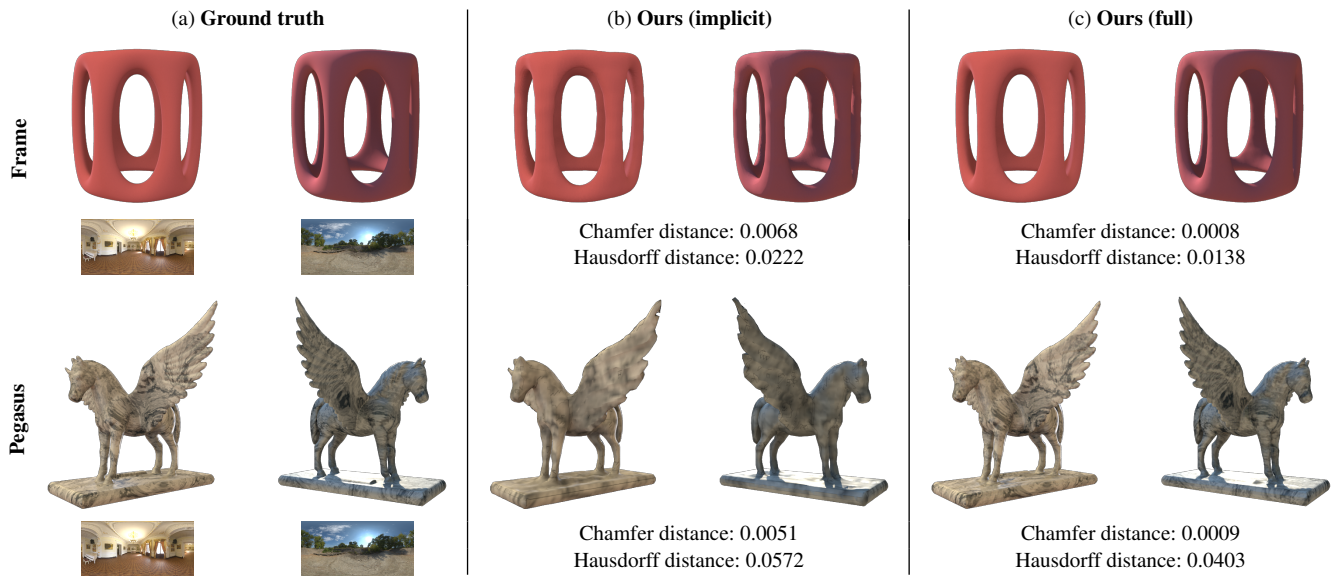 (a) Ground truth
(b) Ours (implicit)
(c) Ours (full)
Frame
Chamfer distance: 0.0068
Hausdorff distance: 0.0222
Chamfer distance: 0.0008
Hausdorff distance: 0.0138
Pegasus
Chamfer distance: 0.0051
Hausdorff distance: 0.0572
Chamfer distance: 0.0009
Hausdorff distance: 0.0403